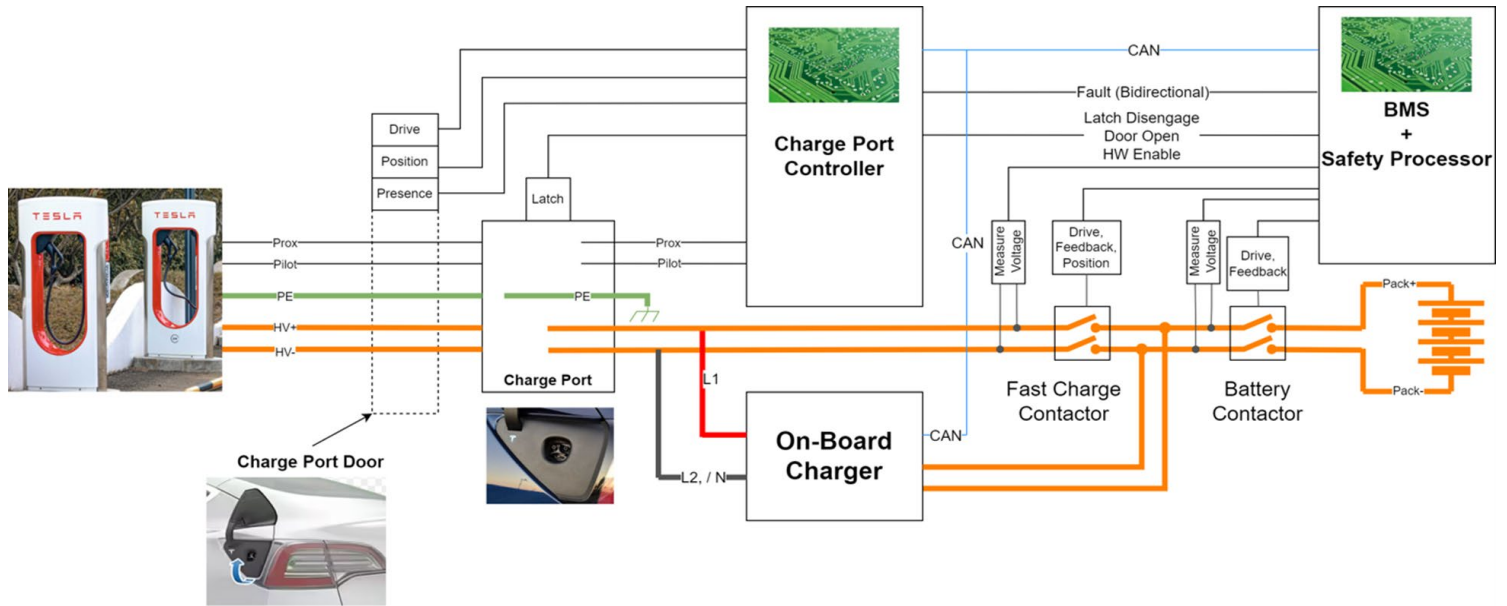 CAN
Fault (Bidirectional)
Latch Disengage
Door Open
HW Enable
BMS
+
Safety Processor
Charge Port
Controller
Drive
Position
Presence
Latch
TESLA
TESLA
Prox
Pilot
PE
HV+
HV-
Prox
Pilot
PE
CAN
Measure
Voltage
Drive,
Feedback,
Position
Measure
Voltage
Drive,
Feedback
Pack+
Pack-
Charge Port
L1
Fast Charge
Contactor
Battery
Contactor
On-Board
Charger
CAN
L2, / N
Charge Port Door